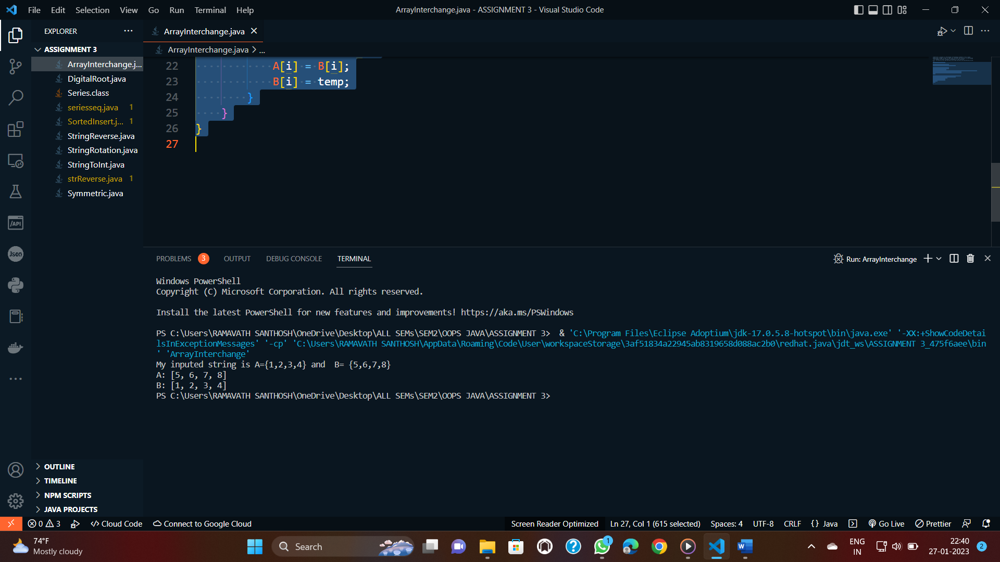 File Edit Selection View Go Run Terminal Help
ArrayInterchange.java - ASSIGNMENT 3 - Visual Studio Code
EXPLORER
ASSIGNMENT 3
ArrayInterchange.j...
DigitalRoot.java
Series.class
seriesseq.java 1
SortedInsert.j... 1
StringReverse.java
StringRotation.java
StringToInt.java
strReverse.java 1
Symmetric.java
OUTLINE
TIMELINE
NPM SCRIPTS
JAVA PROJECTS
/API
Json
ArrayInterchange.java
ArrayInterchange.java > ...
22 A[i] = B[i];
23 B[i] = temp;
24 }
25 }
26 }
27
PROBLEMS 3 OUTPUT DEBUG CONSOLE TERMINAL
Run: ArrayInterchange
Windows PowerShell
Copyright (C) Microsoft Corporation. All rights reserved.
Install the latest PowerShell for new features and improvements! https://aka.ms/PSWindows
PS C:\Users\RAMAVATH SANTHOSH\OneDrive\Desktop\ALL SEMs\SEM2\OOPS JAVA\ASSIGNMENT 3>  & 'C:\Program Files\Eclipse Adoptium\jdk-17.0.5.8-hotspot\bin\java.exe' '-XX:+ShowCodeDetai
lsInExceptionMessages' '-cp' 'C:\Users\RAMAVATH SANTHOSH\AppData\Roaming\Code\User\workspaceStorage\3af51834a22945ab8319658d088ac2b0\redhat.java\jdt_ws\ASSIGNMENT 3_475f6aee\bin
' 'ArrayInterchange'
My inputed string is A={1,2,3,4} and  B= {5,6,7,8}
A: [5, 6, 7, 8]
B: [1, 2, 3, 4]
PS C:\Users\RAMAVATH SANTHOSH\OneDrive\Desktop\ALL SEMs\SEM2\OOPS JAVA\ASSIGNMENT 3>
0 3 Cloud Code Connect to Google Cloud
Screen Reader Optimized Ln 27, Col 1 (615 selected) Spaces: 4 UTF-8 CRLF {} Java Go Live Prettier
74°F
Mostly cloudy
Search
1
W
ENG
IN
22:40
27-01-2023
2